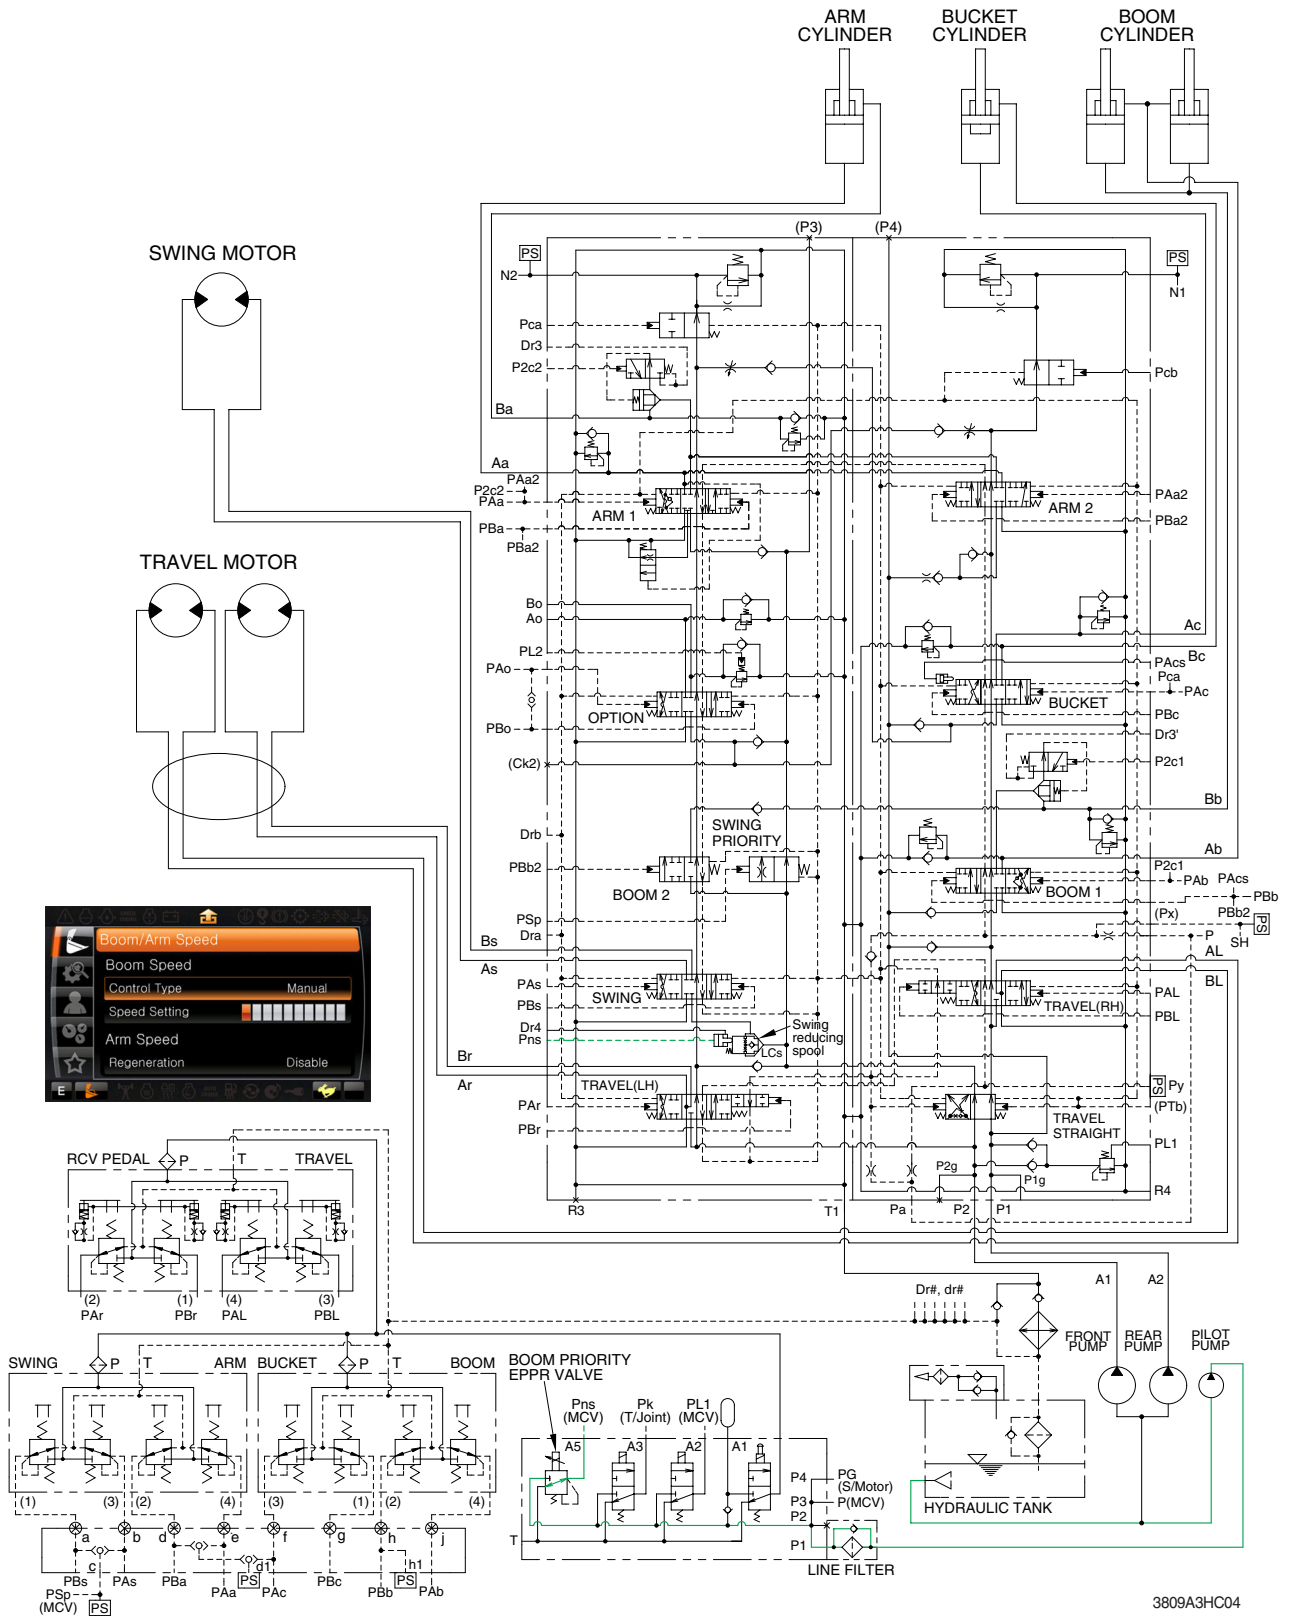 ARM
CYLINDER
BUCKET
CYLINDER
BOOM
CYLINDER
(P3)
(P4)
SWING MOTOR
PS
N2
PS
N1
Pca
Dr3
P2c2
Pcb
Ba
Aa
PAa2
P2c2
PAa
ARM 1
PBa
PBa2
PAa2
ARM 2
PBa2
TRAVEL MOTOR
Bo
Ao
Ac
PL2
Bc
PAo
PAcs
Pca
PAc
OPTION
BUCKET
PBo
PBc
Dr3'
(Ck2)
P2c1
Bb
SWING
PRIORITY
Drb
Ab
PBb2
P2c1
BOOM 2
BOOM 1
PAb
PAcs
PBb
PBb2
PSp
(Px)
PS
Dra
P
SH
Bs
AL
As
BL
PAs
PAL
SWING
TRAVEL(RH)
PBs
PBL
Dr4
Pns
Swing
reducing
spool
LCs
Boom/Arm Speed
Boom Speed
Control Type
Manual
Speed Setting
Arm Speed
Regeneration
Disable
E
Br
Ar
TRAVEL(LH)
PS
Py
PAr
(PTb)
TRAVEL
STRAIGHT
PBr
PL1
P2g
P1g
R4
R3
T1
Pa
P2
P1
RCV PEDAL
P
T
TRAVEL
(2)
(1)
(4)
(3)
PAr
PBr
PAL
PBL
Dr#, dr#
A1
A2
FRONT
PUMP
REAR
PUMP
PILOT
PUMP
SWING
P
T
ARM
BUCKET
P
T
BOOM
BOOM PRIORITY
EPPR VALVE
Pns
(MCV)
Pk
(T/Joint)
PL1
(MCV)
A5
A3
A2
A1
P4
PG
(S/Motor)
P3
P(MCV)
P2
P1
T
LINE FILTER
HYDRAULIC TANK
(1)
(3)
(2)
(4)
(3)
(1)
(2)
(4)
a
b
d
e
f
g
h
j
c
d1
h1
PBs
PAs
PBa
PAa
PS
PAc
PBc
PBb
PS
PAb
PSp
(MCV)
PS
3809A3HC04